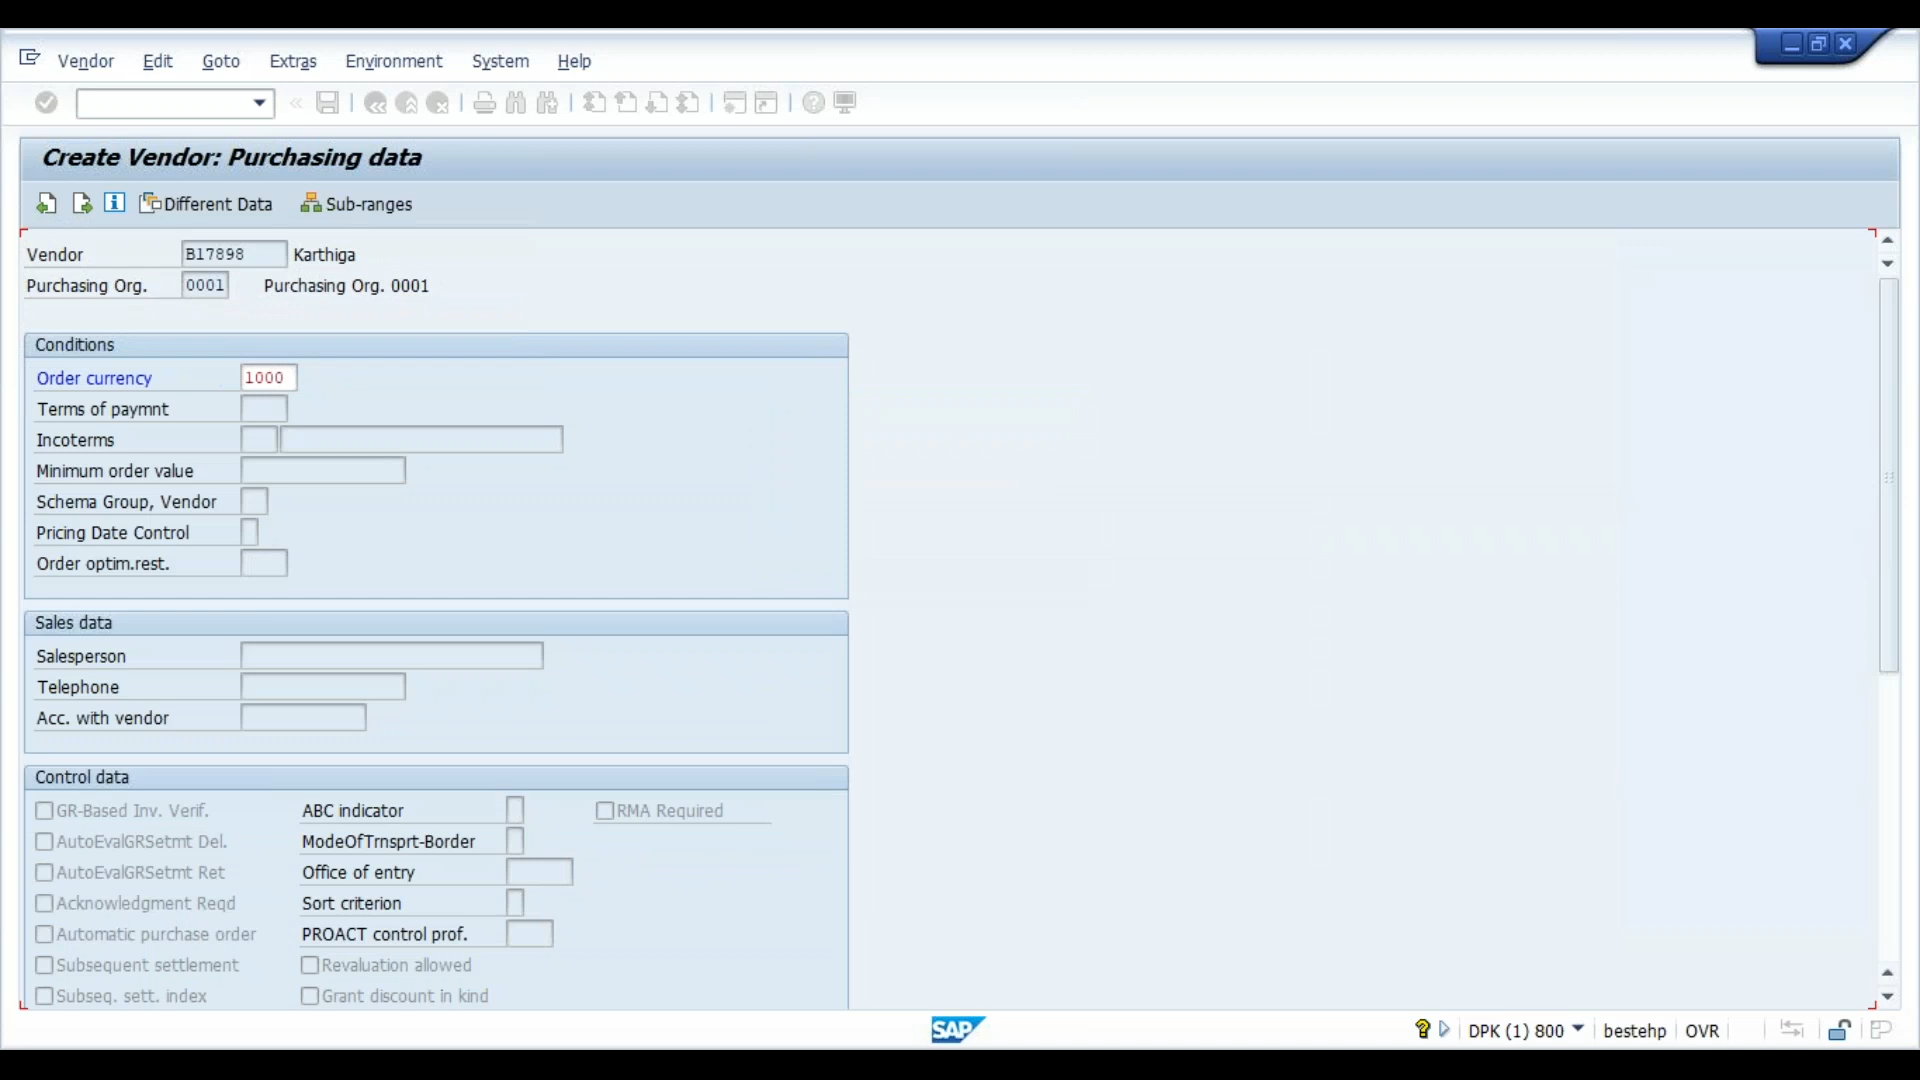 Vendor Edit Goto Extras Environment System Help
Create Vendor: Purchasing data
Different Data Sub-ranges
Vendor B17898 Karthiga
Purchasing Org. 0001 Purchasing Org. 0001
Conditions
Order currency 1000
Terms of paymnt
Incoterms
Minimum order value
Schema Group, Vendor
Pricing Date Control
Order optim.rest.
Sales data
Salesperson
Telephone
Acc. with vendor
Control data
GR-Based Inv. Verif. ABC indicator RMA Required
AutoEvalGRSetmt Del. ModeOfTrnsprt-Border
AutoEvalGRSetmt Ret Office of entry
Acknowledgment Reqd Sort criterion
Automatic purchase order PROACT control prof.
Subsequent settlement Revaluation allowed
Subseq. sett. index Grant discount in kind
SAP DPK (1) 800 bestehp OVR